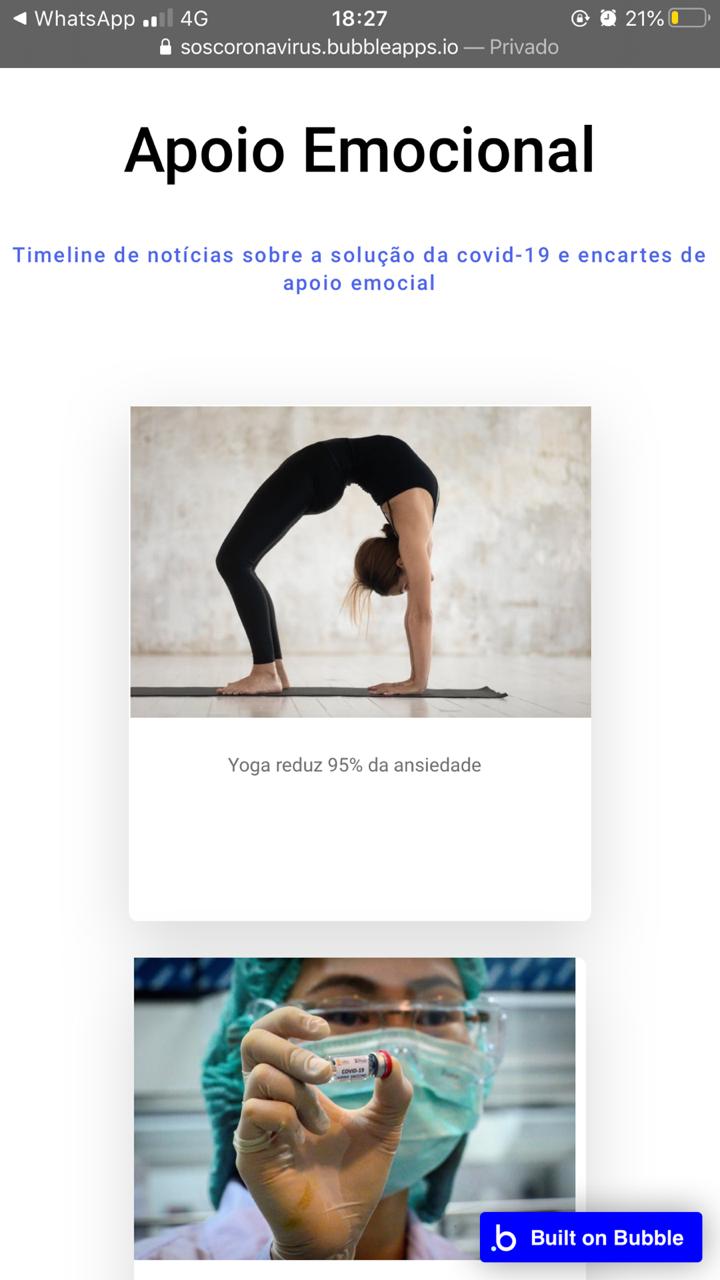 WhatsApp 4G 18:27 21%
soscoronavirus.bubbleapps.io — Privado
Apoio Emocional
Timeline de notícias sobre a solução da covid-19 e encartes de
apoio emocial
Yoga reduz 95% da ansiedade
COVID-19
Built on Bubble